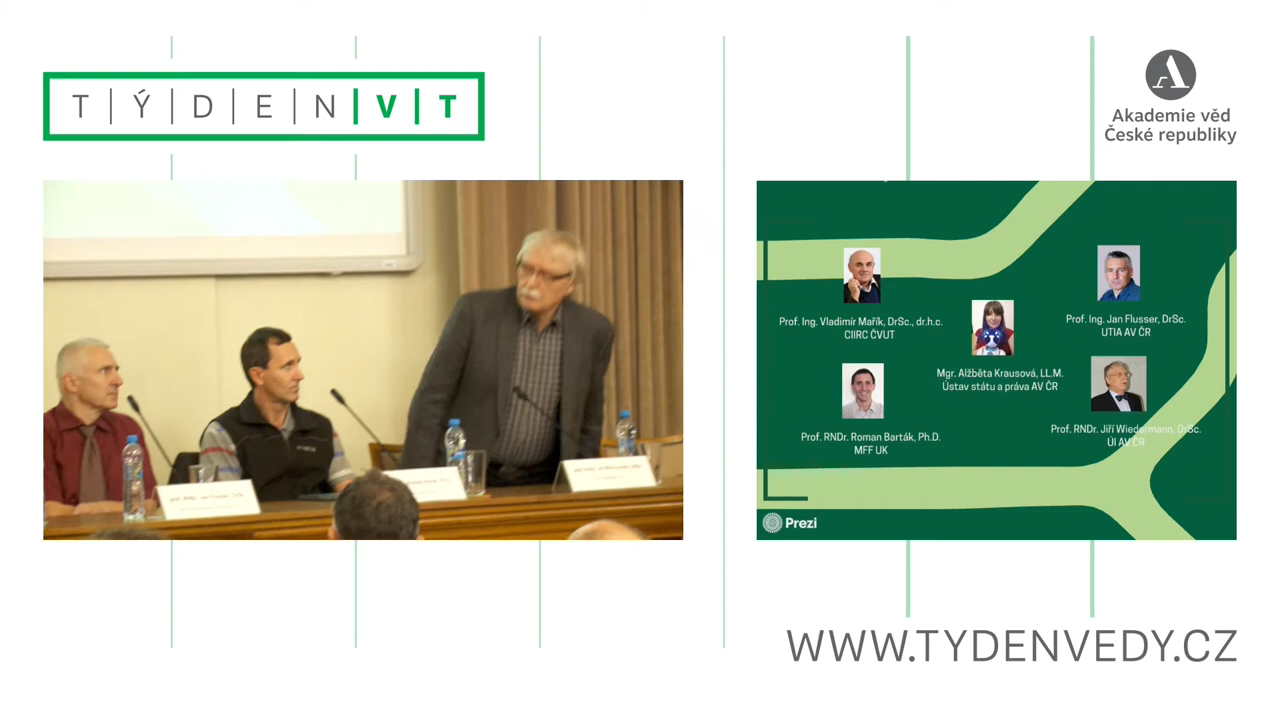 TÝDENVT
Akademie věd
České republiky
Prof. Ing. Vladimír Mařík, DrSc., dr.h.c.
CIIRC ČVUT
Prof. Ing. Jan Flusser, DrSc.
UTIA AV ČR
Mgr. Alžběta Krausová, LL.M.
Ústav státu a práva AV ČR
Prof. RNDr. Roman Barták, Ph.D.
MFF UK
Prof. RNDr. Jiří Wiedermann, DrSc.
ÚI AV ČR
Prezi
WWW.TYDENVEDY.CZ